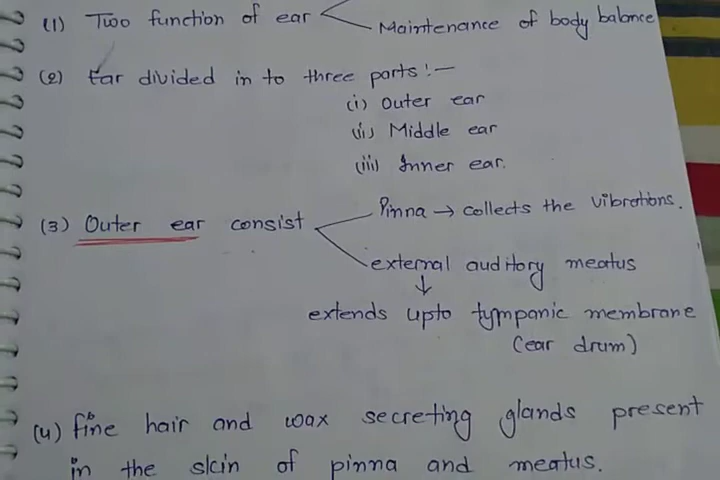 (1) Two function of ear
Maintenance of body balance
(2) Ear divided in to three parts :-
(i) Outer ear
(ii) Middle ear
(iii) Inner ear.
(3) Outer ear consist
Pinna → collects the vibrations.
external auditory meatus
↓
extends upto tympanic membrane
(ear drum)
(4) fine hair and wax secreting glands present
in the skin of pinna and meatus.